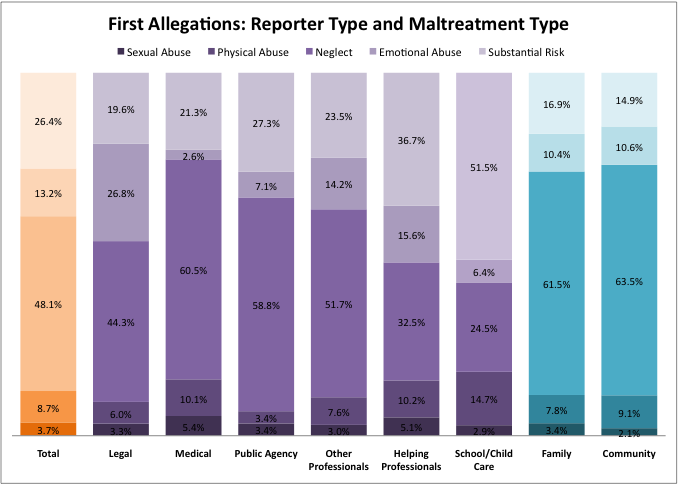 First Allegations: Reporter Type and Maltreatment Type
Sexual Abuse Physical Abuse Neglect Emotional Abuse Substantial Risk
26.4% 19.6% 21.3% 27.3% 23.5% 36.7% 51.5% 16.9% 14.9%
13.2% 26.8% 2.6% 7.1% 14.2% 15.6% 6.4% 10.4% 10.6%
48.1% 44.3% 60.5% 58.8% 51.7% 32.5% 24.5% 61.5% 63.5%
8.7% 6.0% 10.1% 3.4% 7.6% 10.2% 14.7% 7.8% 9.1%
3.7% 3.3% 5.4% 3.4% 3.0% 5.1% 2.9% 3.4% 2.1%
Total Legal Medical Public Agency Other Helping School/Child Family Community
Professionals Professionals Care